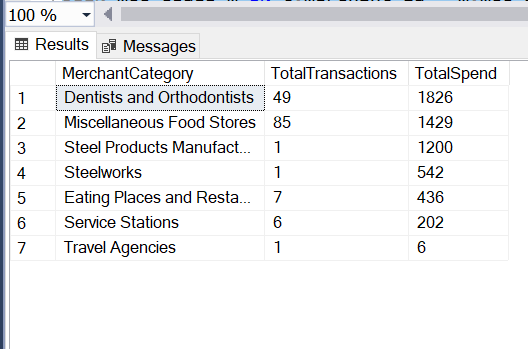 100 %
Results Messages
MerchantCategory TotalTransactions TotalSpend
1 Dentists and Orthodontists 49 1826
2 Miscellaneous Food Stores 85 1429
3 Steel Products Manufact... 1 1200
4 Steelworks 1 542
5 Eating Places and Resta... 7 436
6 Service Stations 6 202
7 Travel Agencies 1 6